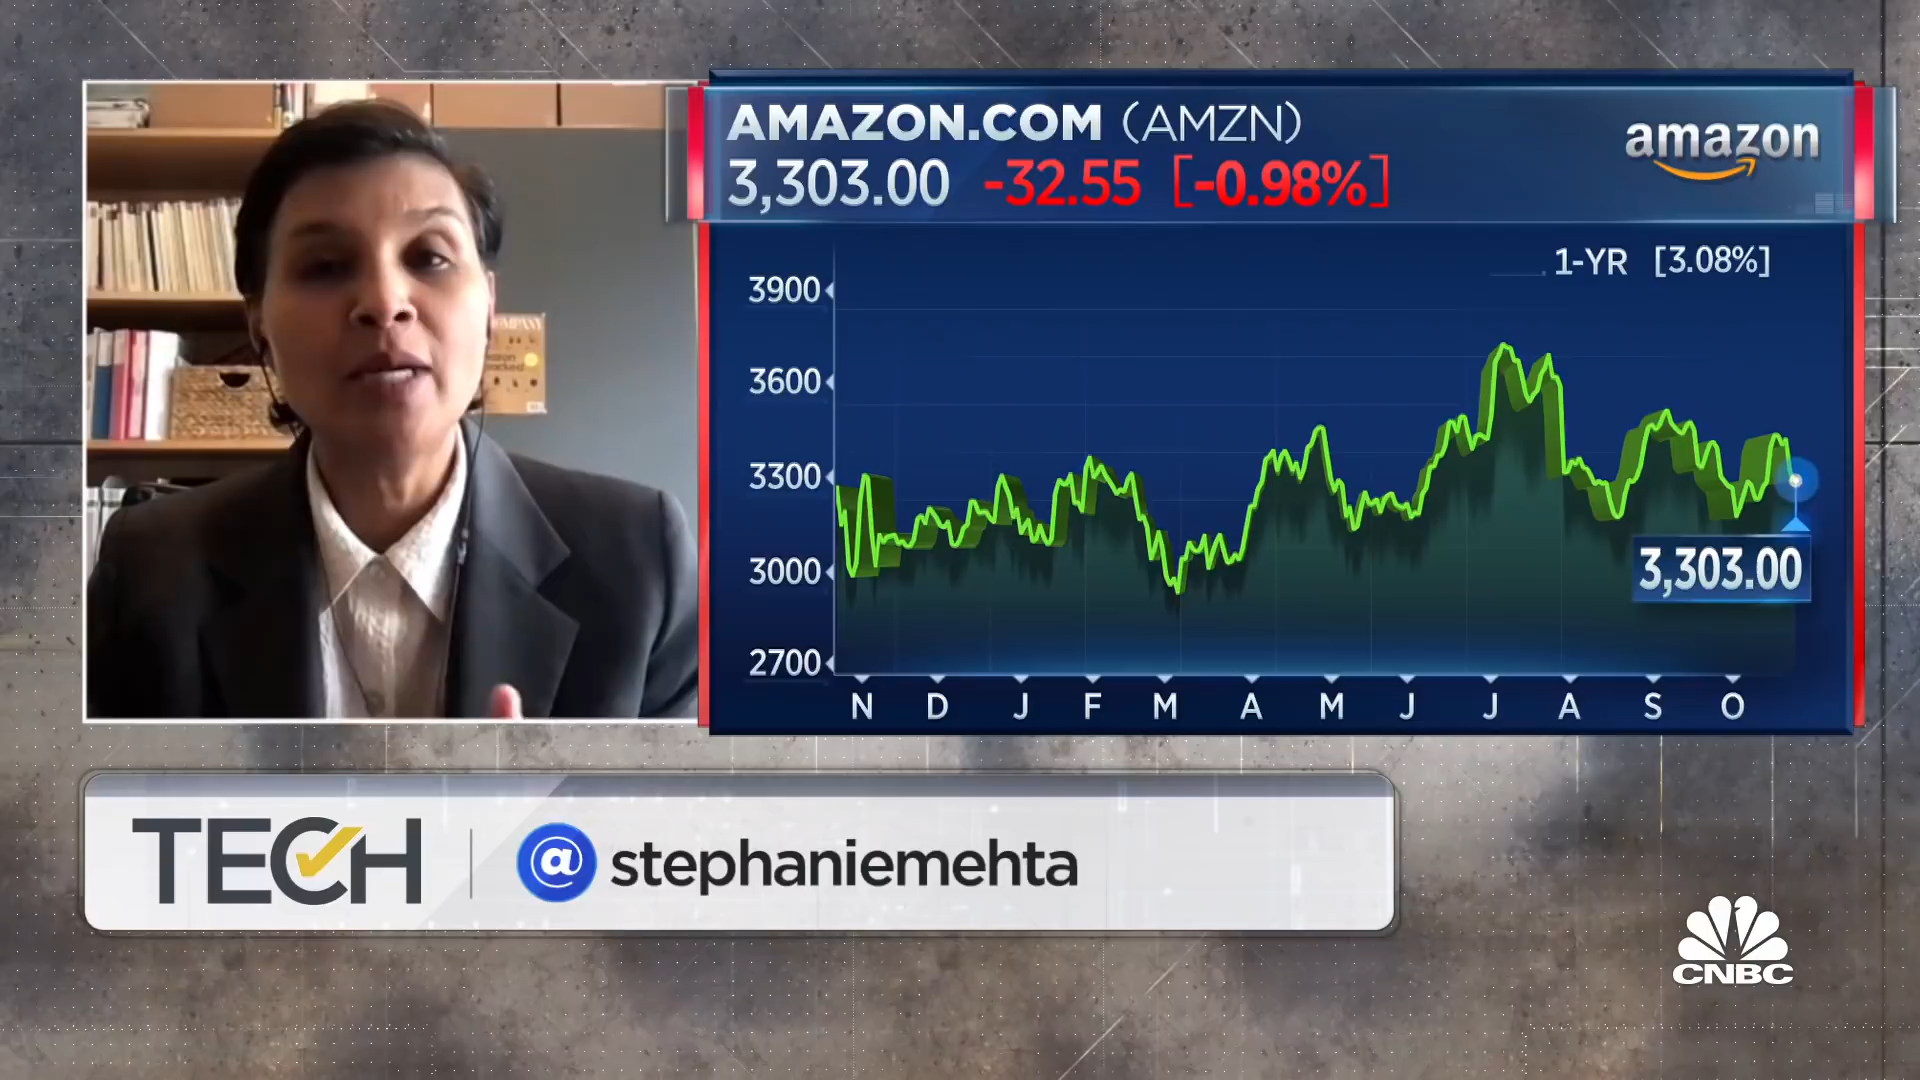 AMAZON.COM (AMZN)
3,303.00 -32.55 [-0.98%]
amazon
1-YR [3.08%]
3900
3600
3300
3000
2700
3,303.00
N D J F M A M J J A S O
TECH
@stephaniemehta
CNBC